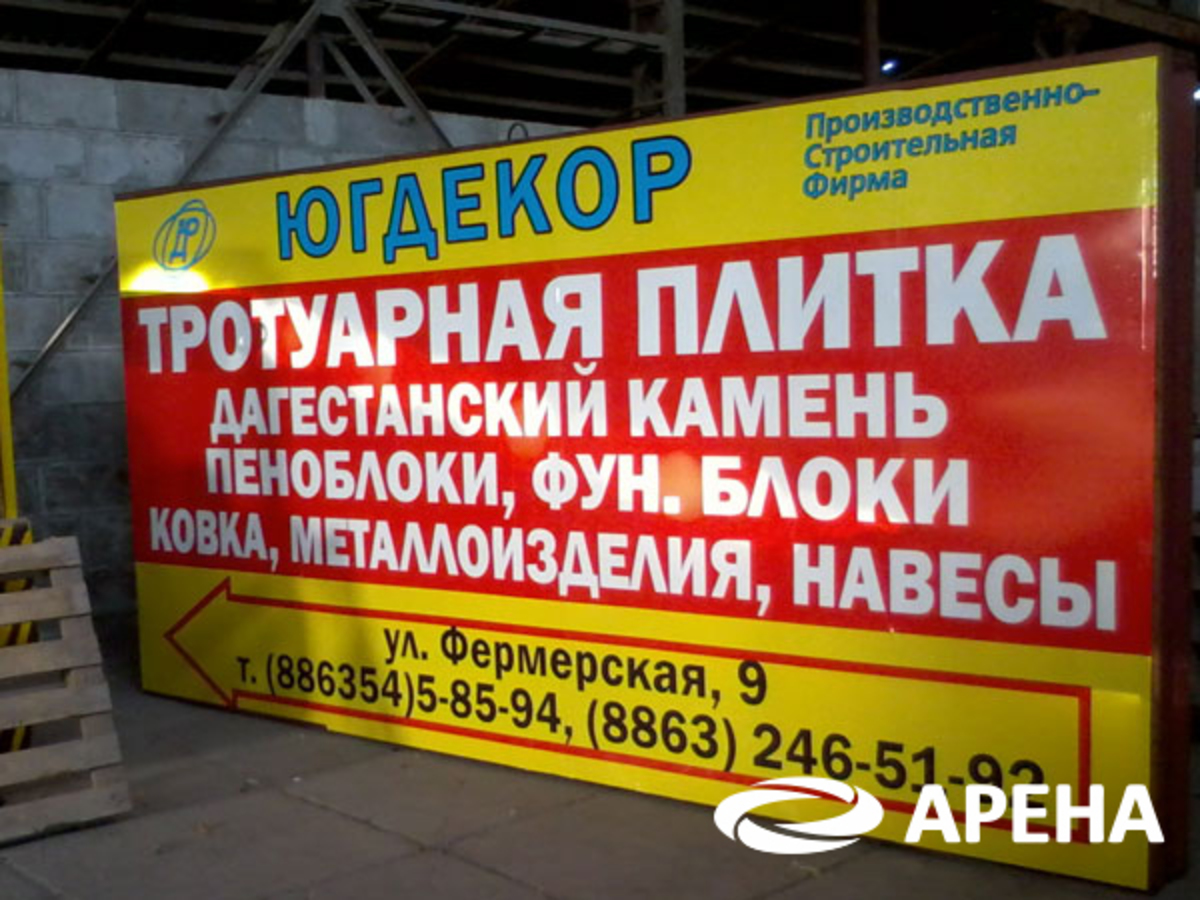 ЮГДЕКОР
Производственно-
Строительная
Фирма
ТРОТУАРНАЯ ПЛИТКА
ДАГЕСТАНСКИЙ КАМЕНЬ
ПЕНОБЛОКИ, ФУН. БЛОКИ
КОВКА, МЕТАЛЛОИЗДЕЛИЯ, НАВЕСЫ
ул. Фермерская, 9
т. (886354)5-85-94, (8863) 246-51-92
АРЕНА